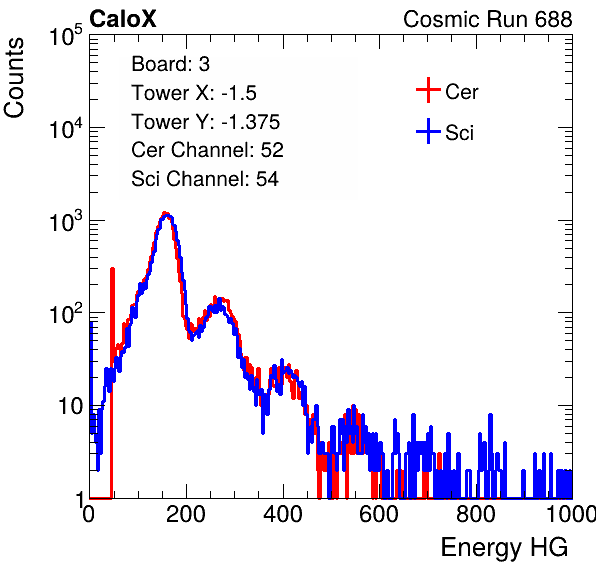 CaloX Cosmic Run 688
Counts
10^5
10^4
10^3
10^2
10
1
Board: 3
Tower X: -1.5
Tower Y: -1.375
Cer Channel: 52
Sci Channel: 54
Cer
Sci
0 200 400 600 800 1000
Energy HG